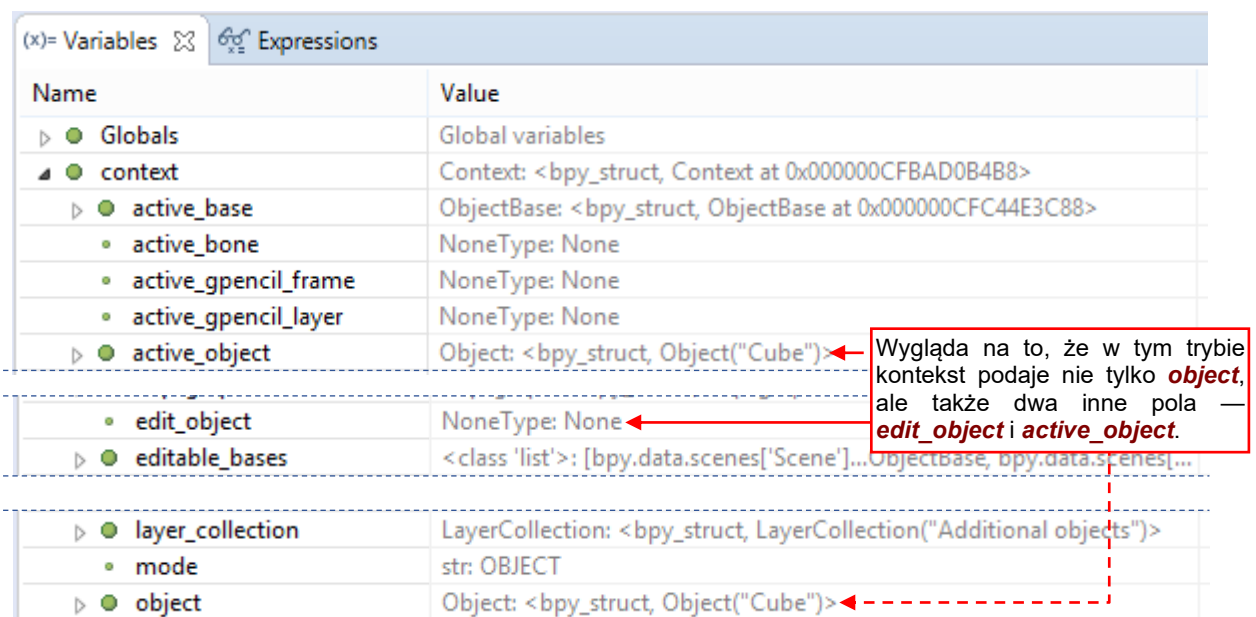 (x)= Variables Expressions
Name Value
Globals Global variables
context Context: <bpy_struct, Context at 0x000000CFBAD0B4B8>
active_base ObjectBase: <bpy_struct, ObjectBase at 0x000000CFC44E3C88>
active_bone NoneType: None
active_gpencil_frame NoneType: None
active_gpencil_layer NoneType: None
active_object Object: <bpy_struct, Object("Cube")>
Wygląda na to, że w tym trybie
kontekst podaje nie tylko object,
ale także dwa inne pola —
edit_object i active_object.
edit_object NoneType: None
editable_bases <class 'list'>: [bpy.data.scenes['Scene']...ObjectBase, bpy.data.scenes[...
layer_collection LayerCollection: <bpy_struct, LayerCollection("Additional objects")>
mode str: OBJECT
object Object: <bpy_struct, Object("Cube")>